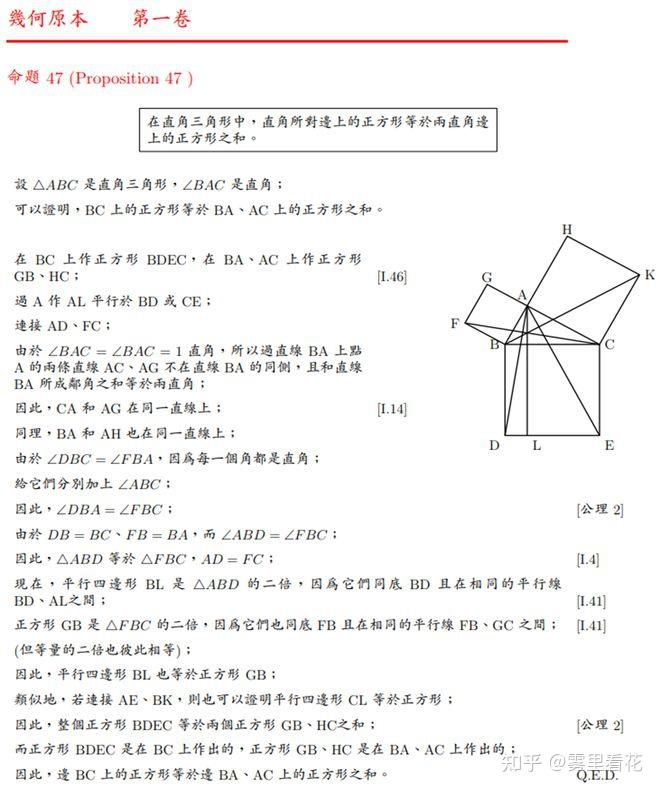 幾何原本 第一卷
命題 47 (Proposition 47 )
在直角三角形中，直角所對邊上的正方形等於兩直角邊
上的正方形之和。
設 △ABC 是直角三角形，∠BAC 是直角；
可以證明，BC 上的正方形等於 BA、AC 上的正方形之和。
在 BC 上作正方形 BDEC，在 BA、AC 上作正方形
GB、HC； [I.46]
過 A 作 AL 平行於 BD 或 CE；
連接 AD、FC；
由於 ∠BAC = ∠BAC = 1 直角，所以過直線 BA 上點
A 的兩條直線 AC、AG 不在直線 BA 的同側，且和直線
BA 所成鄰角之和等於兩直角；
因此，CA 和 AG 在同一直線上； [I.14]
同理，BA 和 AH 也在同一直線上；
由於 ∠DBC = ∠FBA，因爲每一個角都是直角；
給它們分別加上 ∠ABC；
因此，∠DBA = ∠FBC； [公理 2]
由於 DB = BC、FB = BA，而 ∠ABD = ∠FBC；
因此，△ABD 等於 △FBC，AD = FC； [I.4]
現在，平行四邊形 BL 是 △ABD 的二倍，因爲它們同底 BD 且在相同的平行線
BD、AL之間； [I.41]
正方形 GB 是 △FBC 的二倍，因爲它們也同底 FB 且在相同的平行線 FB、GC 之間； [I.41]
(但等量的二倍也彼此相等)；
因此，平行四邊形 BL 也等於正方形 GB；
類似地，若連接 AE、BK，則也可以證明平行四邊形 CL 等於正方形；
因此，整個正方形 BDEC 等於兩個正方形 GB、HC之和； [公理 2]
而正方形 BDEC 是在 BC 上作出的，正方形 GB、HC 是在 BA、AC 上作出的；
因此，邊 BC 上的正方形等於邊 BA、AC 上的正方形之和。 Q.E.D.
H
K
G
A
F
B
C
D
L
E
知乎 @雾里看花